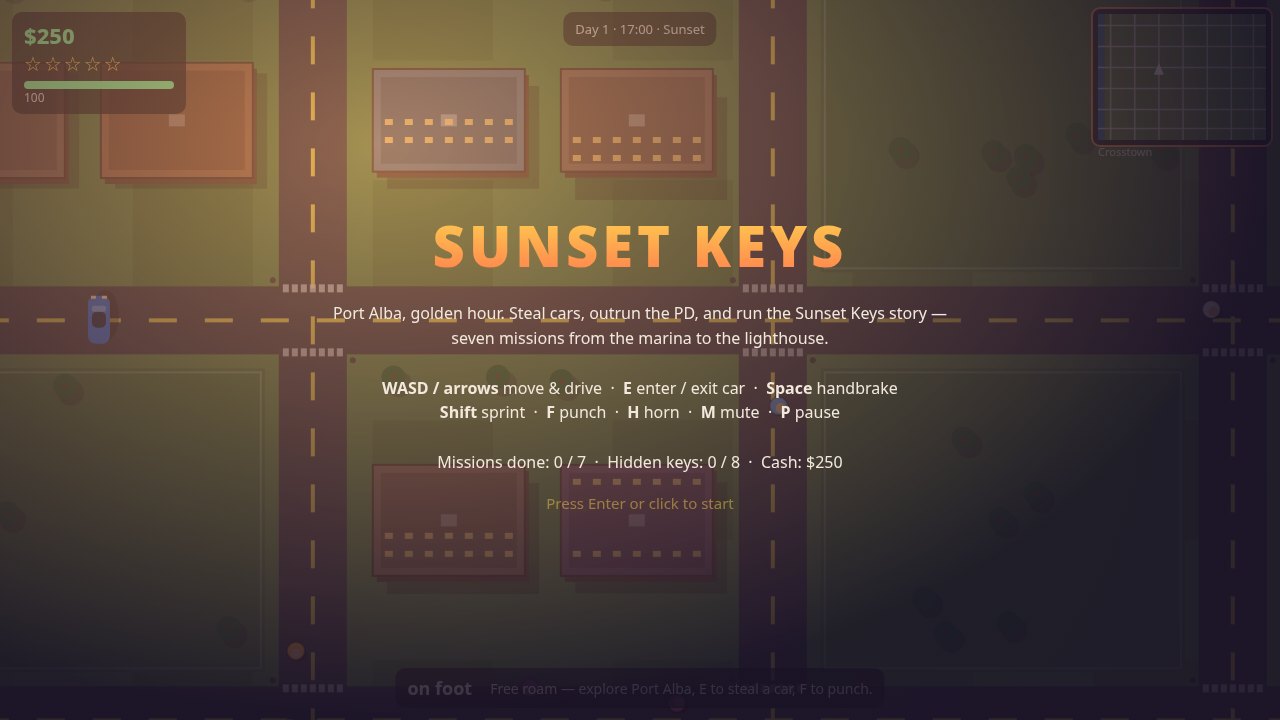 $250
☆☆☆☆☆
100
Day 1 · 17:00 · Sunset
Crosstown
SUNSET KEYS
Port Alba, golden hour. Steal cars, outrun the PD, and run the Sunset Keys story —
seven missions from the marina to the lighthouse.
WASD / arrows move & drive · E enter / exit car · Space handbrake
Shift sprint · F punch · H horn · M mute · P pause
Missions done: 0 / 7 · Hidden keys: 0 / 8 · Cash: $250
Press Enter or click to start
on foot Free roam — explore Port Alba, E to steal a car, F to punch.